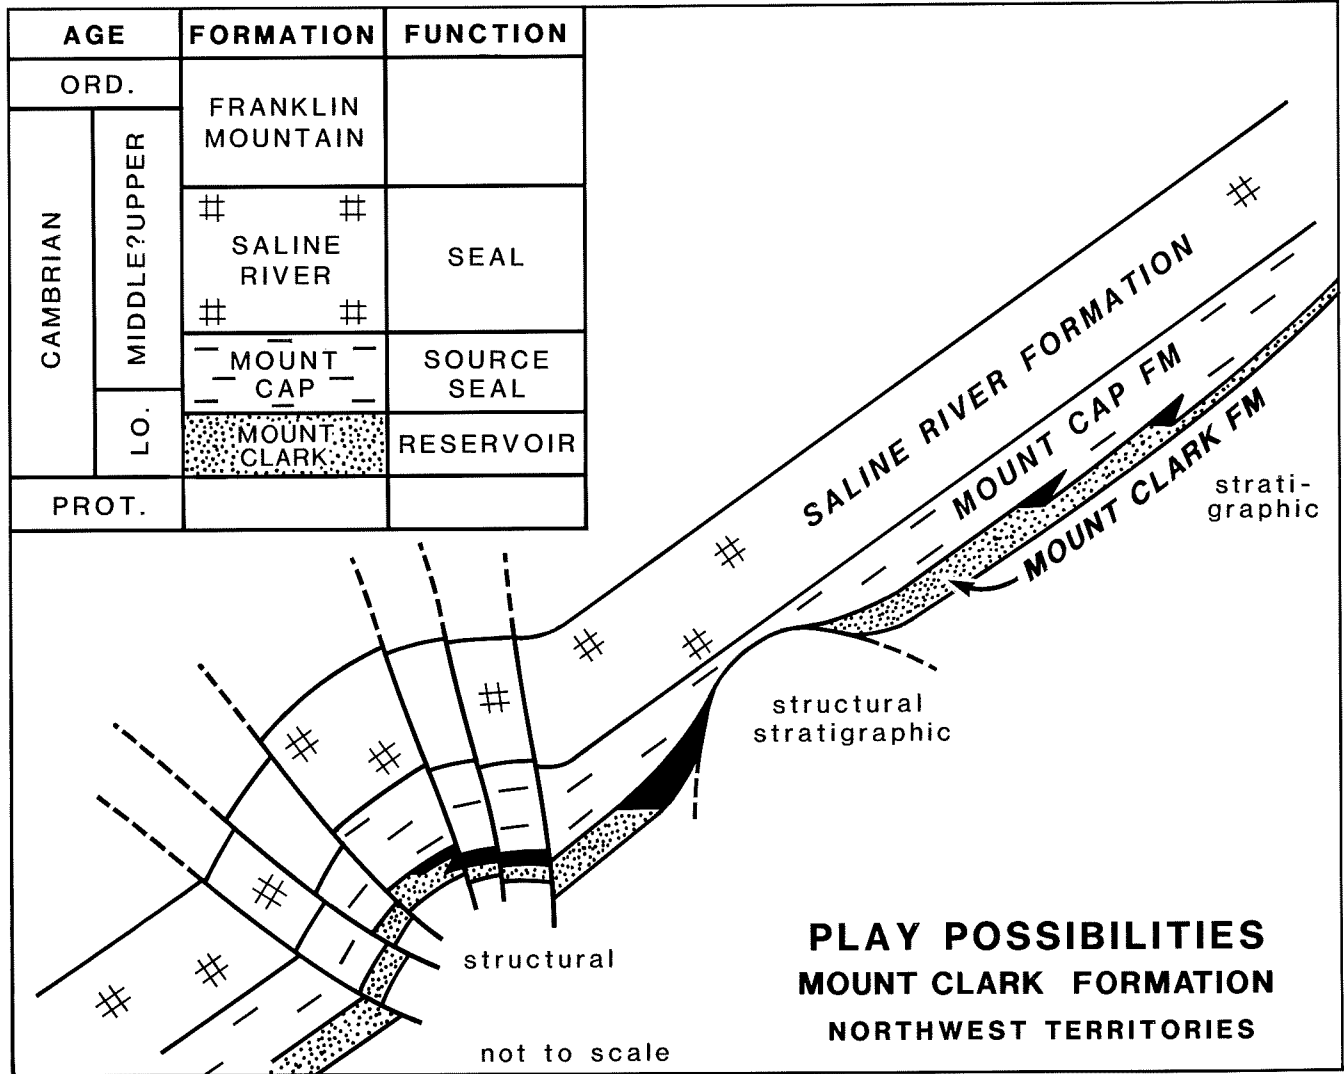 AGE FORMATION FUNCTION
ORD.
FRANKLIN
MOUNTAIN
CAMBRIAN
MIDDLE?UPPER
SALINE
RIVER
SEAL
MOUNT
CAP
SOURCE
SEAL
LO.
MOUNT
CLARK
RESERVOIR
PROT.
SALINE RIVER FORMATION
MOUNT CAP FM
MOUNT CLARK FM
strati-
graphic
structural
stratigraphic
structural
not to scale
PLAY POSSIBILITIES
MOUNT CLARK FORMATION
NORTHWEST TERRITORIES